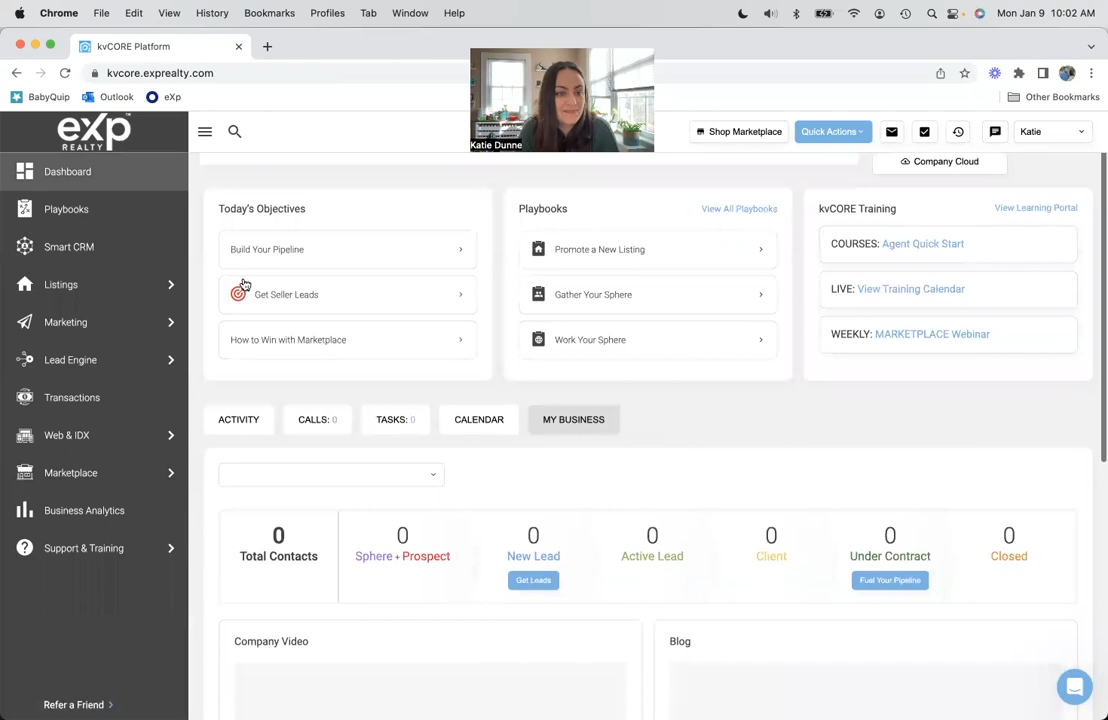 Chrome File Edit View History Bookmarks Profiles Tab Window Help Mon Jan 9 10:02 AM
kvCORE Platform
kvcore.exprealty.com
BabyQuip Outlook eXp Other Bookmarks
Katie Dunne
eXp REALTY
Shop Marketplace Quick Actions Katie
Company Cloud
Dashboard
Playbooks
Smart CRM
Listings
Marketing
Lead Engine
Transactions
Web & IDX
Marketplace
Business Analytics
Support & Training
Refer a Friend
Today's Objectives
Build Your Pipeline
Get Seller Leads
How to Win with Marketplace
Playbooks View All Playbooks
Promote a New Listing
Gather Your Sphere
Work Your Sphere
kvCORE Training View Learning Portal
COURSES: Agent Quick Start
LIVE: View Training Calendar
WEEKLY: MARKETPLACE Webinar
ACTIVITY CALLS: 0 TASKS: 0 CALENDAR MY BUSINESS
0 0 0 0 0 0 0
Total Contacts Sphere + Prospect New Lead Active Lead Client Under Contract Closed
Get Leads Fuel Your Pipeline
Company Video Blog